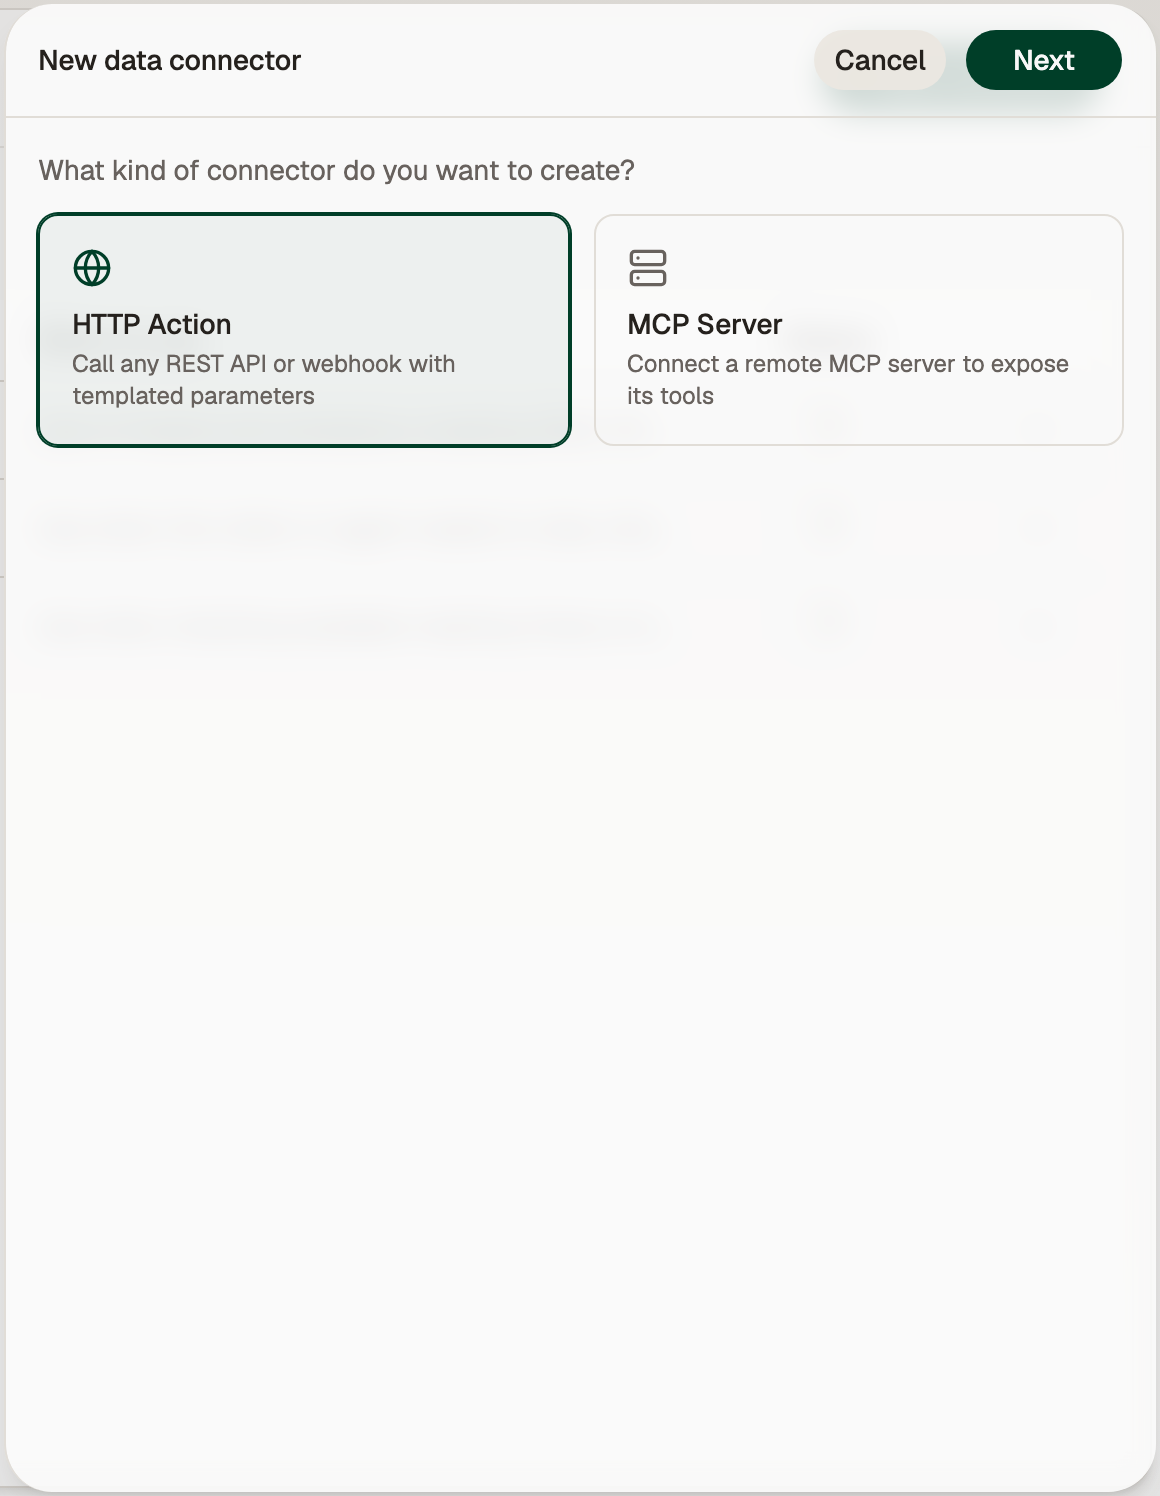 New data connector
Cancel
Next
What kind of connector do you want to create?
HTTP Action
Call any REST API or webhook with
templated parameters
MCP Server
Connect a remote MCP server to expose
its tools